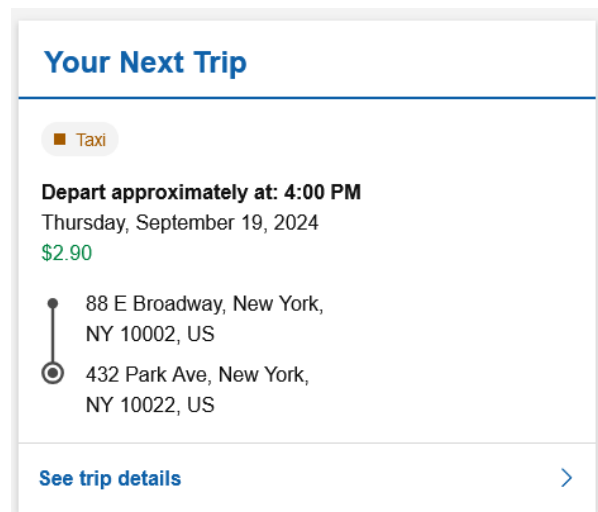 Your Next Trip
Taxi
Depart approximately at: 4:00 PM
Thursday, September 19, 2024
$2.90
88 E Broadway, New York,
NY 10002, US
432 Park Ave, New York,
NY 10022, US
See trip details